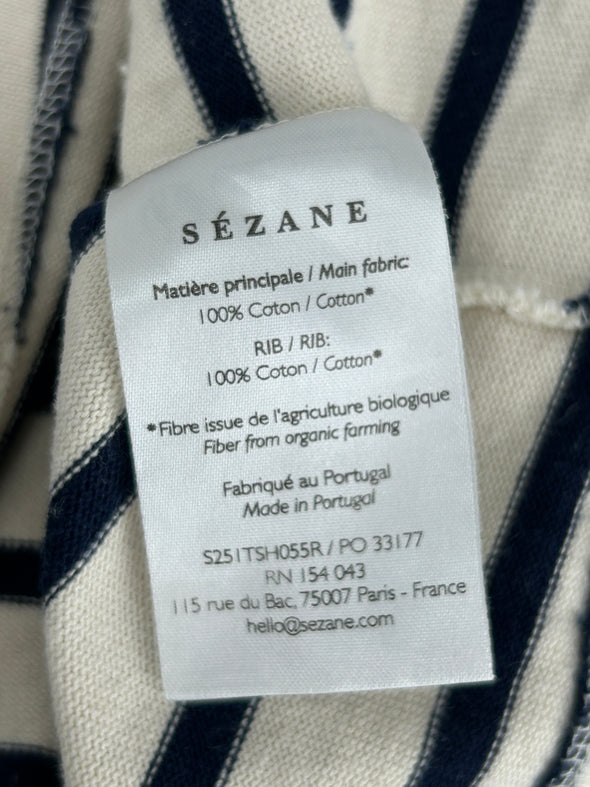 SÉZANE
Matière principale / Main fabric:
100% Coton / Cotton*
RIB / RIB:
100% Coton / Cotton*
*Fibre issue de l'agriculture biologique
Fiber from organic farming
Fabriqué au Portugal
Made in Portugal
S251TSH055R / PO 33177
RN 154 043
115 rue du Bac, 75007 Paris - France
hello@sezane.com